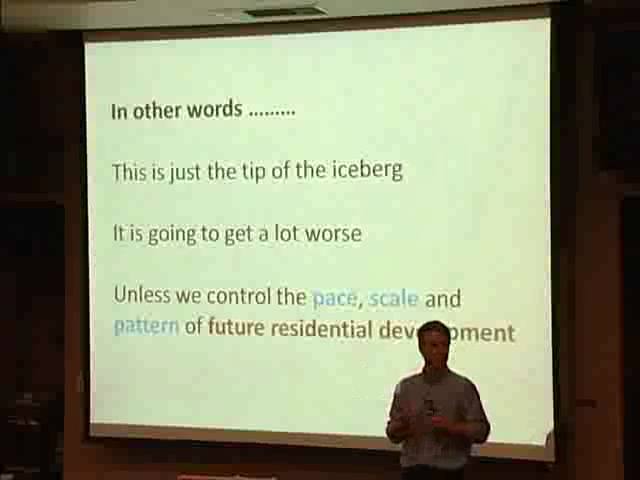 In other words .........
This is just the tip of the iceberg
It is going to get a lot worse
Unless we control the pace, scale and
pattern of future residential development